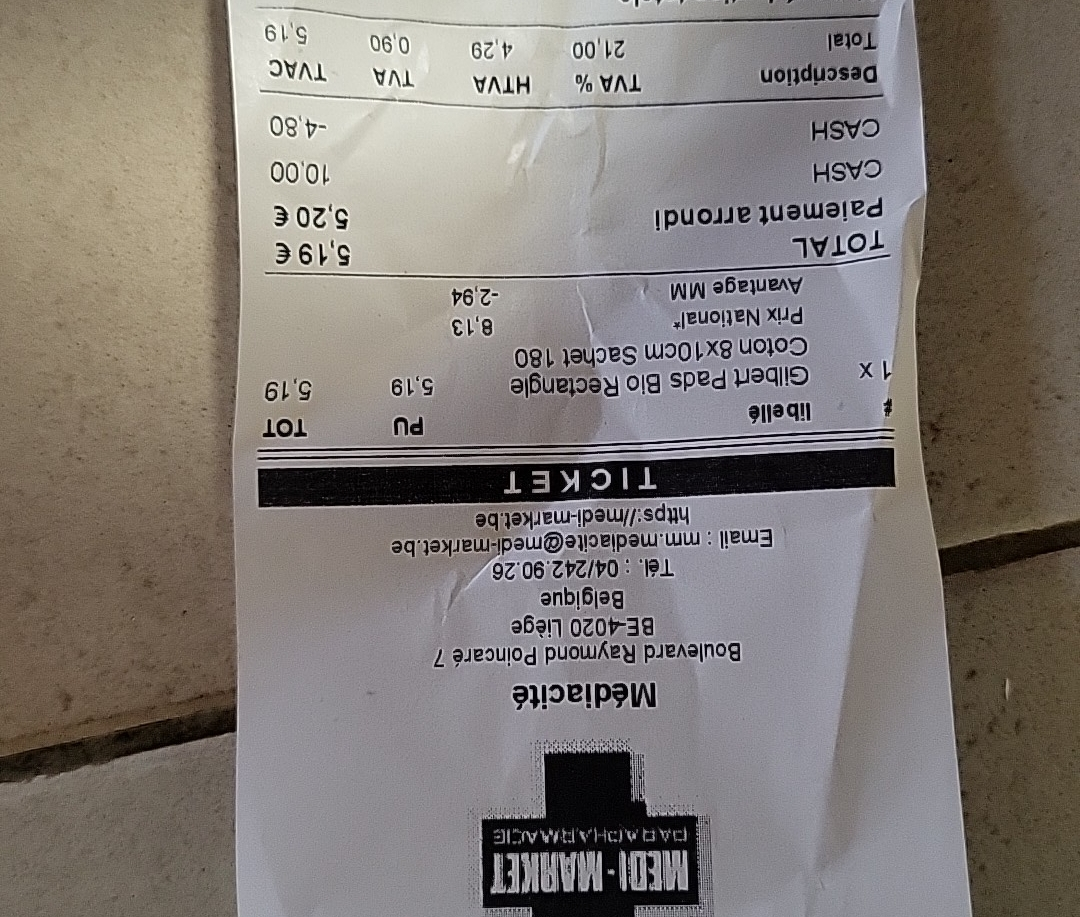 MEDI-MARKET
PARAPHARMACIE
Médiacité
Boulevard Raymond Poincaré 7
BE-4020 Liège
Belgique
Tél. : 04/242.90.26
Email : mm.mediacite@medi-market.be
https://medi-market.be
TICKET
# libellé PU TOT
1 x Gilbert Pads Bio Rectangle 5,19 5,19
Coton 8x10cm Sachet 180
Prix National* 8,13
Avantage MM -2,94
TOTAL 5,19 €
Paiement arrondi 5,20 €
CASH 10,00
CASH -4,80
Description TVA % HTVA TVA TVAC
Total 21,00 4,29 0,90 5,19